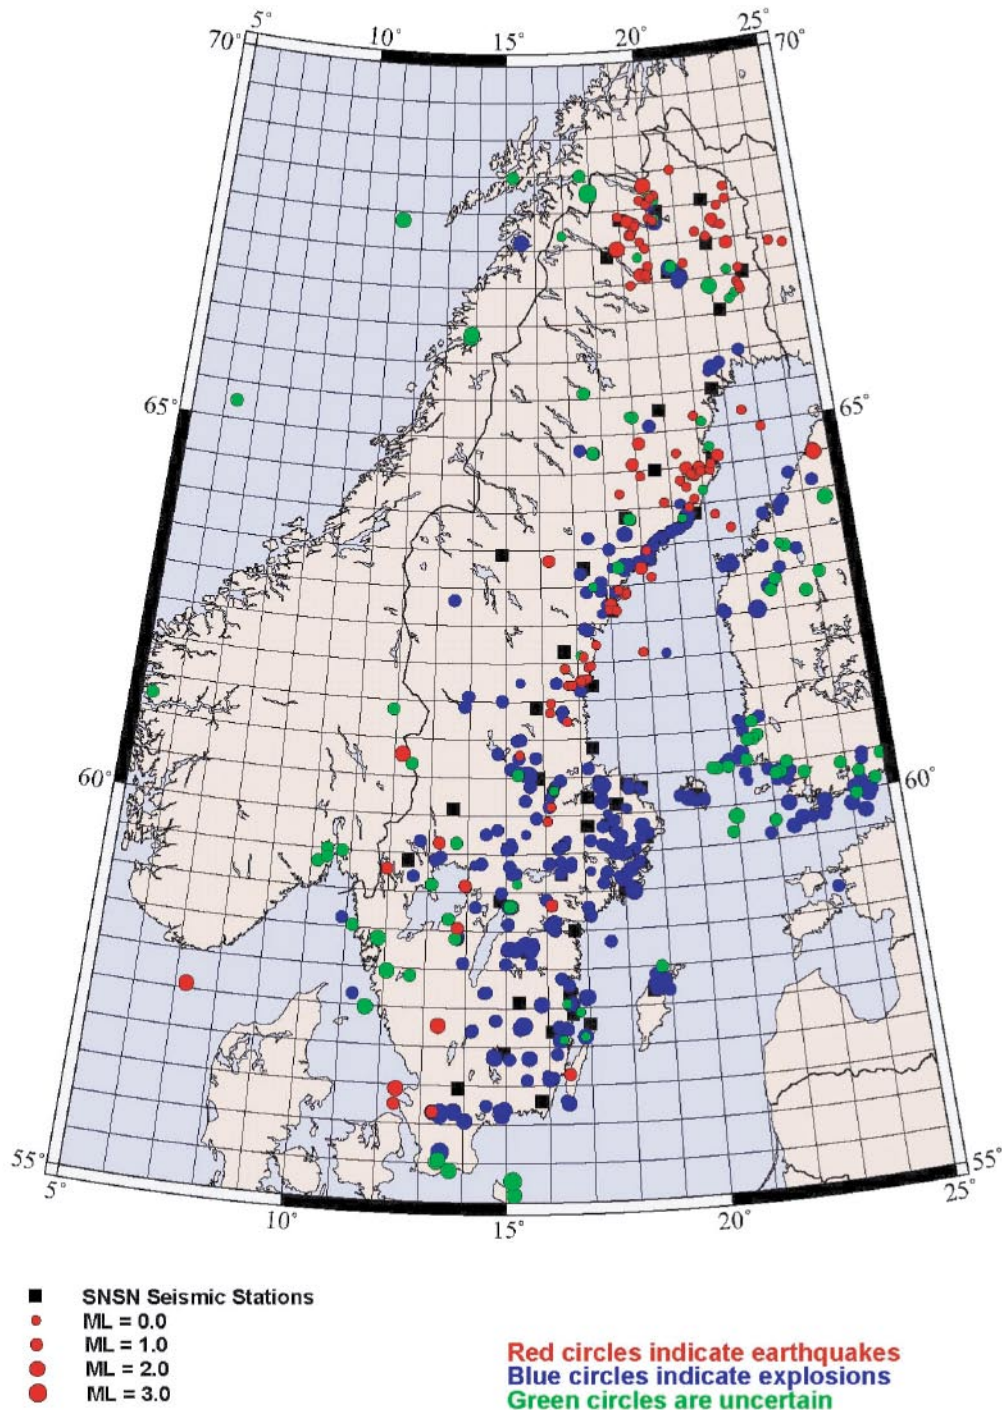 5° 10° 15° 20° 25°
70° 70°
65° 65°
60° 60°
55° 55°
5° 10° 15° 20° 25°
SNSN Seismic Stations
ML = 0.0
ML = 1.0
ML = 2.0
ML = 3.0
Red circles indicate earthquakes
Blue circles indicate explosions
Green circles are uncertain